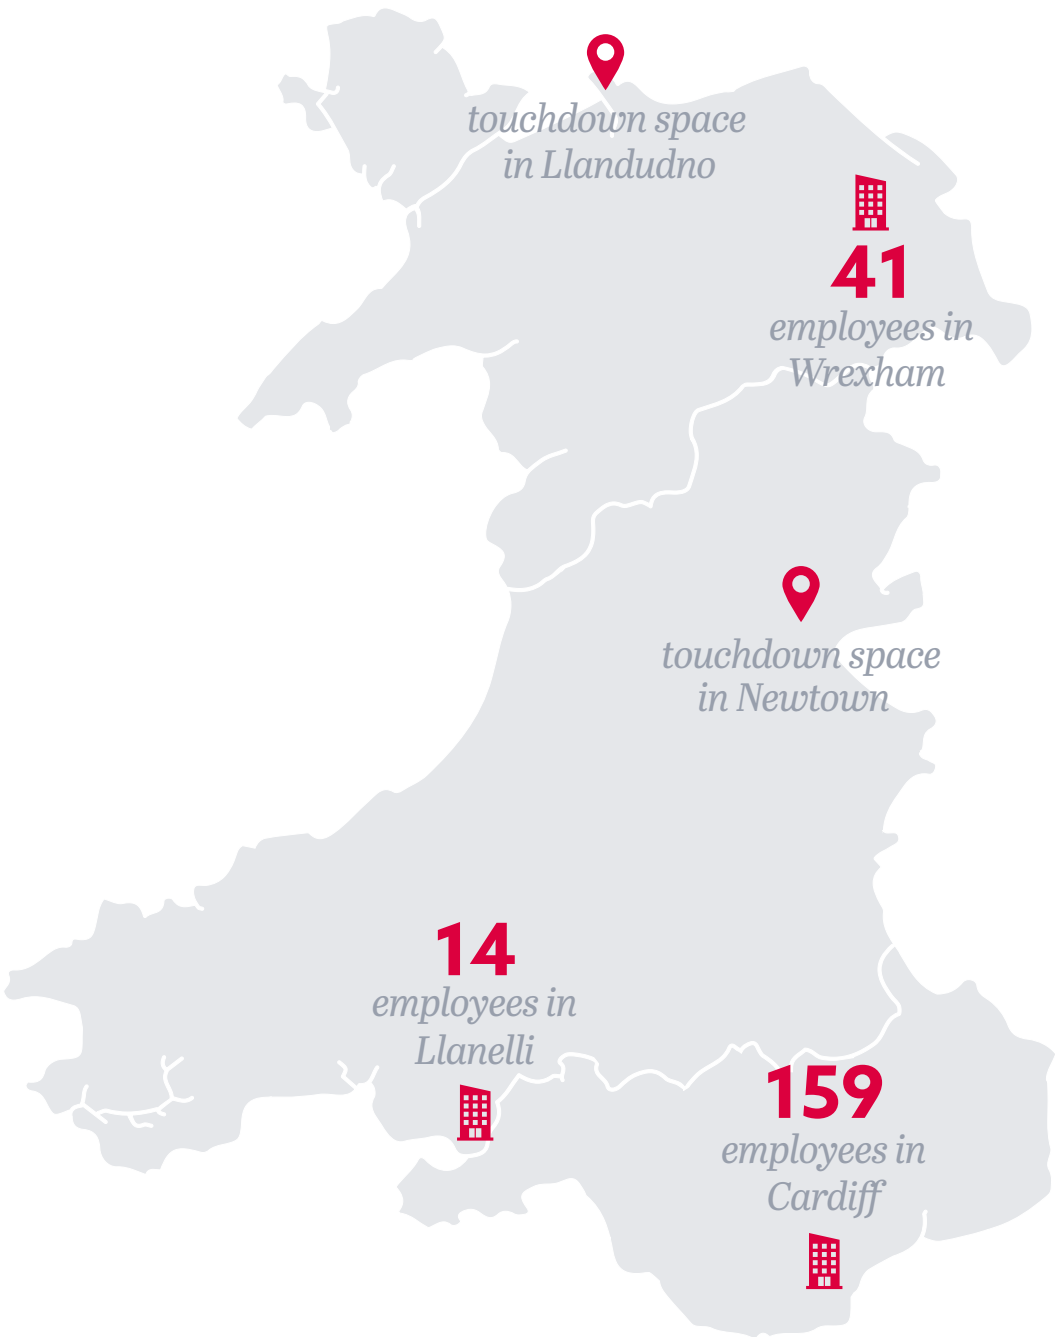 touchdown space
in Llandudno
41
employees in
Wrexham
touchdown space
in Newtown
14
employees in
Llanelli
159
employees in
Cardiff